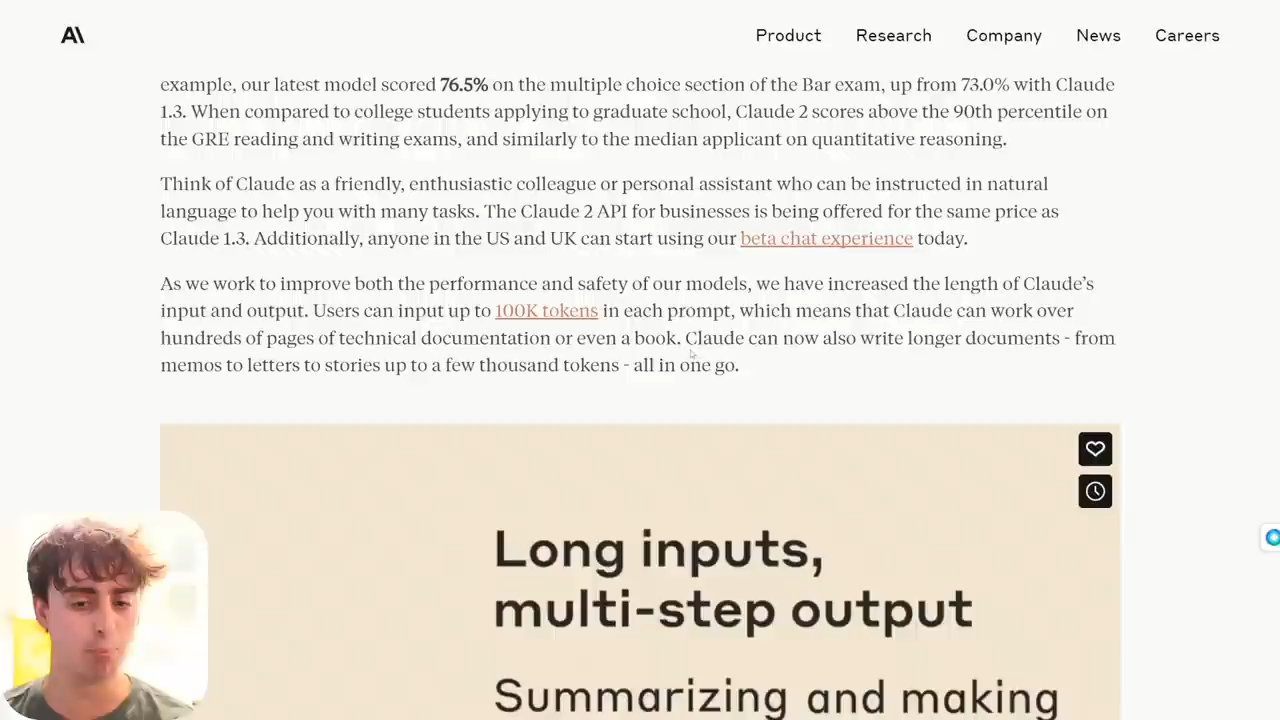 A\
Product Research Company News Careers
example, our latest model scored 76.5% on the multiple choice section of the Bar exam, up from 73.0% with Claude
1.3. When compared to college students applying to graduate school, Claude 2 scores above the 90th percentile on
the GRE reading and writing exams, and similarly to the median applicant on quantitative reasoning.
Think of Claude as a friendly, enthusiastic colleague or personal assistant who can be instructed in natural
language to help you with many tasks. The Claude 2 API for businesses is being offered for the same price as
Claude 1.3. Additionally, anyone in the US and UK can start using our beta chat experience today.
As we work to improve both the performance and safety of our models, we have increased the length of Claude’s
input and output. Users can input up to 100K tokens in each prompt, which means that Claude can work over
hundreds of pages of technical documentation or even a book. Claude can now also write longer documents - from
memos to letters to stories up to a few thousand tokens - all in one go.
Long inputs,
multi-step output
Summarizing and making